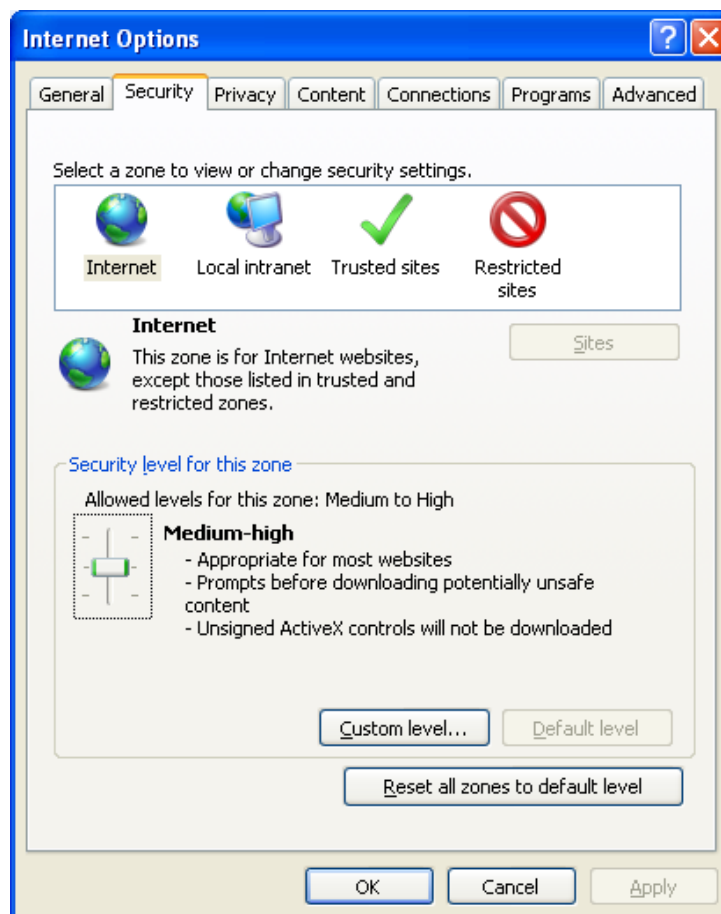 Internet Options
General Security Privacy Content Connections Programs Advanced
Select a zone to view or change security settings.
Internet Local intranet Trusted sites Restricted
sites
Internet
Sites
This zone is for Internet websites,
except those listed in trusted and
restricted zones.
Security level for this zone
Allowed levels for this zone: Medium to High
Medium-high
- Appropriate for most websites
- Prompts before downloading potentially unsafe
content
- Unsigned ActiveX controls will not be downloaded
Custom level... Default level
Reset all zones to default level
OK Cancel Apply